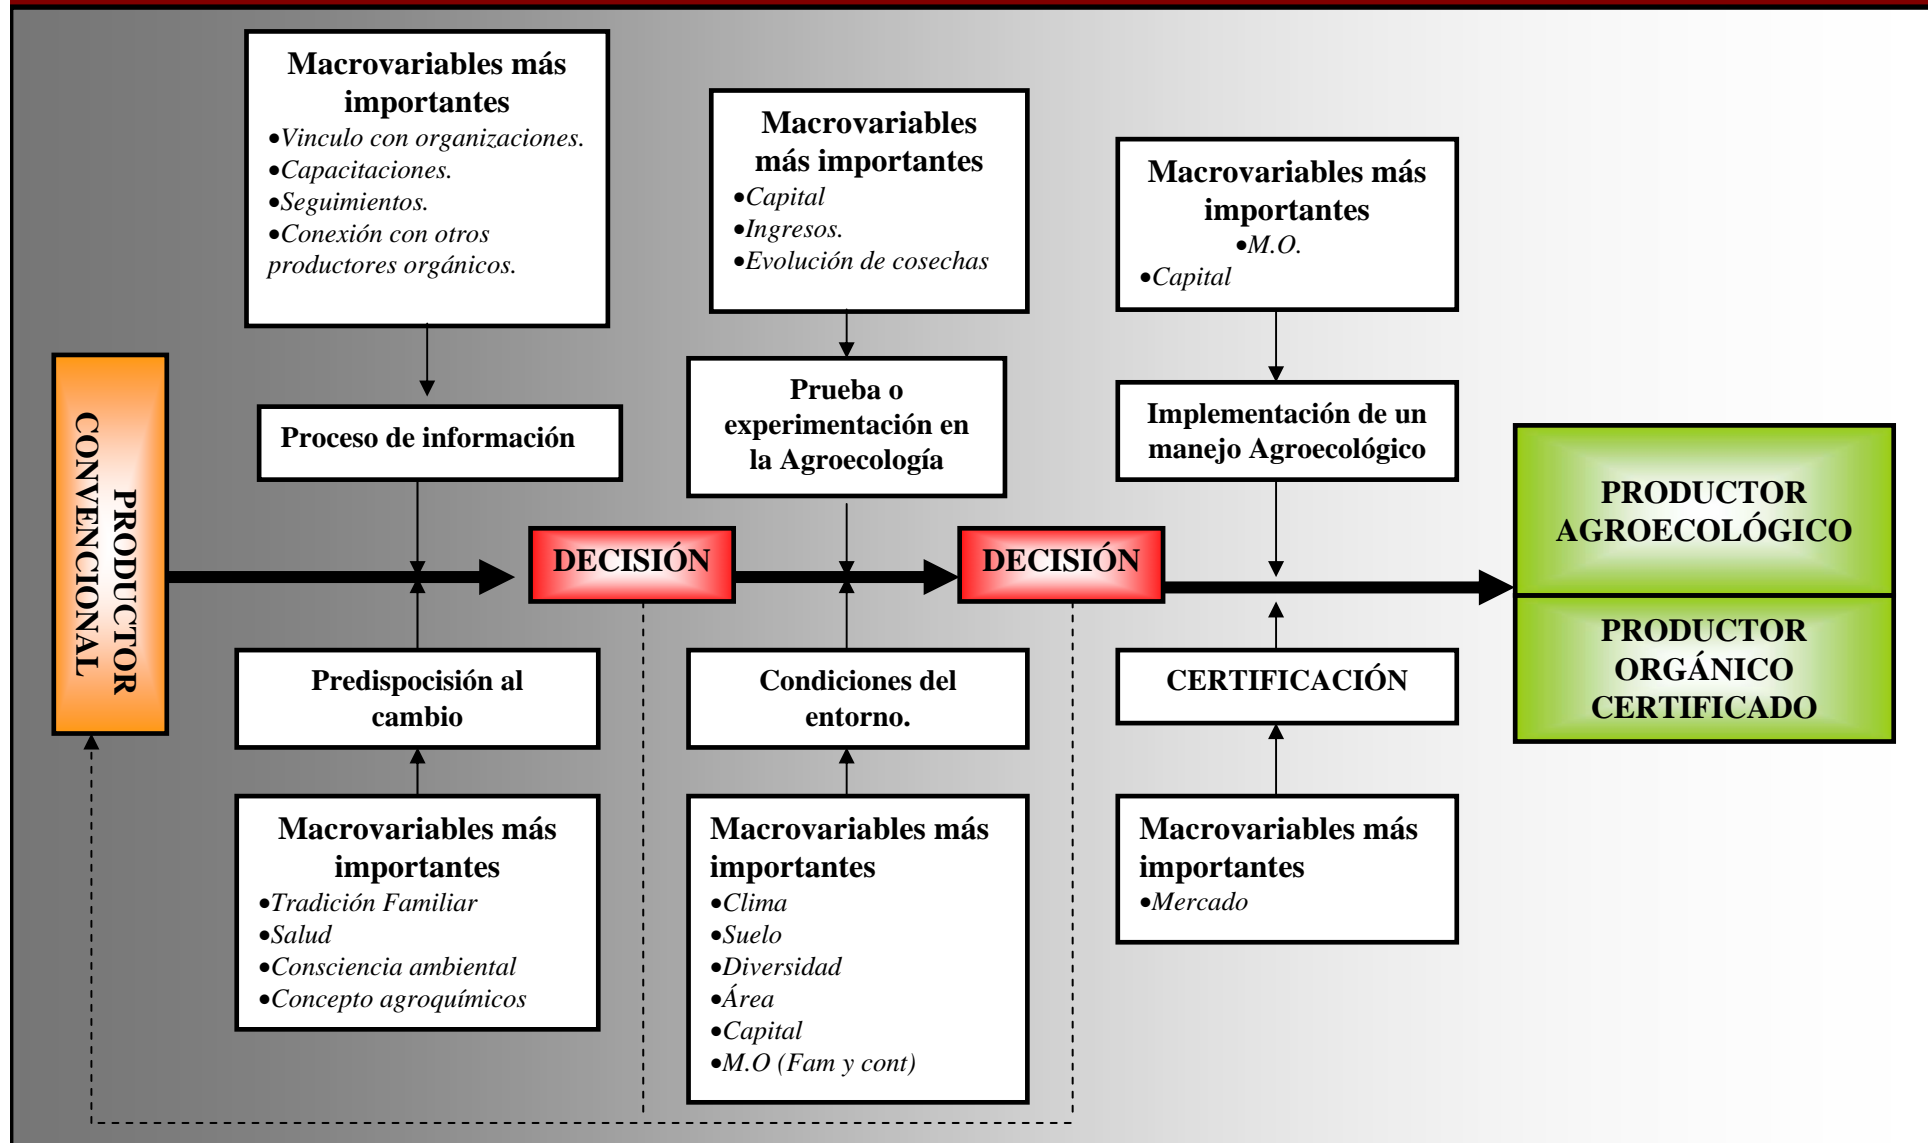 Macrovariables más
importantes
•Vinculo con organizaciones.
•Capacitaciones.
•Seguimientos.
•Conexión con otros
productores orgánicos.
Macrovariables
más importantes
•Capital
•Ingresos.
•Evolución de cosechas
Macrovariables más
importantes
•M.O.
•Capital
PRODUCTOR
CONVENCIONAL
Proceso de información
Prueba o
experimentación en
la Agroecología
Implementación de un
manejo Agroecológico
DECISIÓN
DECISIÓN
PRODUCTOR
AGROECOLÓGICO
PRODUCTOR
ORGÁNICO
CERTIFICADO
Predispocisión al
cambio
Condiciones del
entorno.
CERTIFICACIÓN
Macrovariables más
importantes
•Tradición Familiar
•Salud
•Consciencia ambiental
•Concepto agroquímicos
Macrovariables más
importantes
•Clima
•Suelo
•Diversidad
•Área
•Capital
•M.O (Fam y cont)
Macrovariables más
importantes
•Mercado